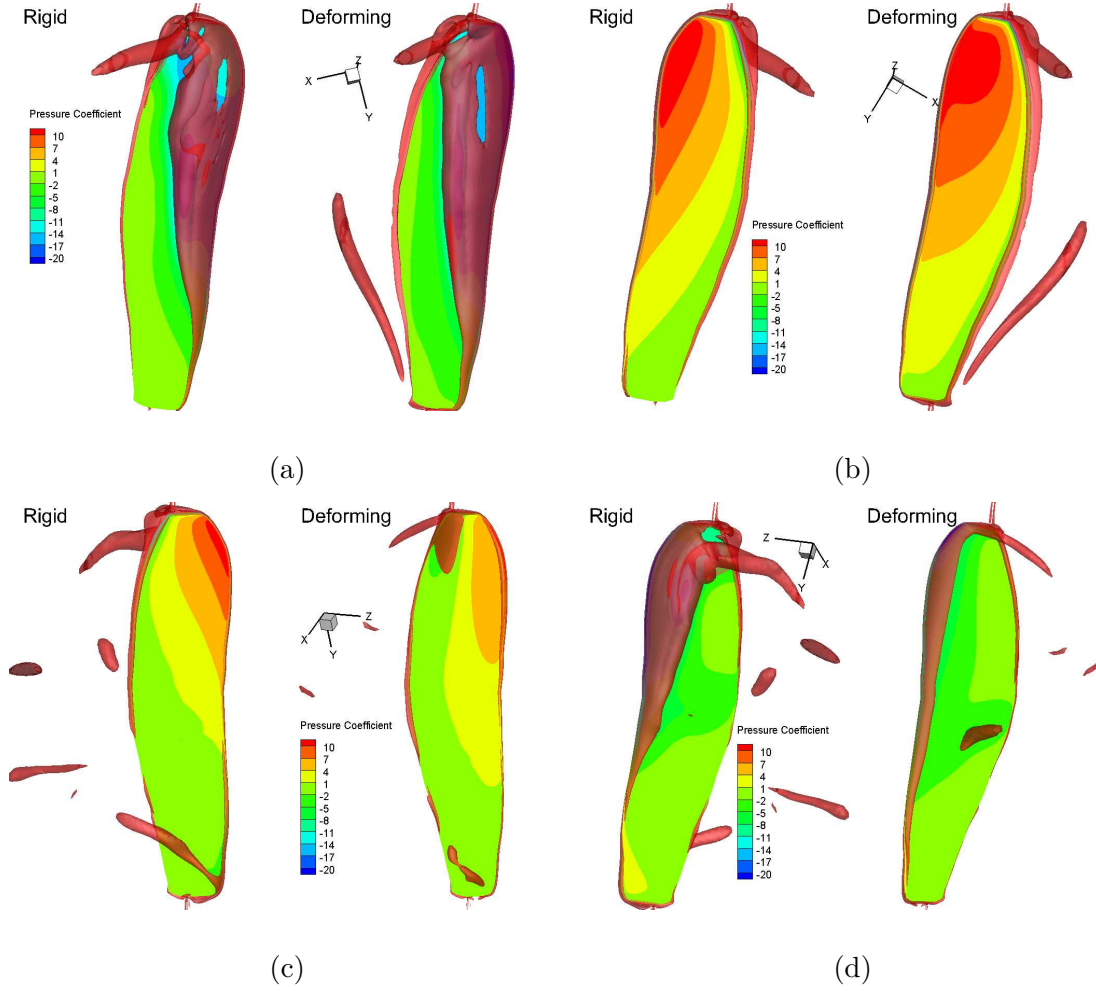 Rigid
Deforming
Z
X
Y
Pressure Coefficient
10
7
4
1
-2
-5
-8
-11
-14
-17
-20
(a)
Rigid
Deforming
Z
X
Y
Pressure Coefficient
10
7
4
1
-2
-5
-8
-11
-14
-17
-20
(b)
Rigid
Deforming
Z
X
Y
Pressure Coefficient
10
7
4
1
-2
-5
-8
-11
-14
-17
-20
(c)
Rigid
Deforming
Z
X
Y
Pressure Coefficient
10
7
4
1
-2
-5
-8
-11
-14
-17
-20
(d)